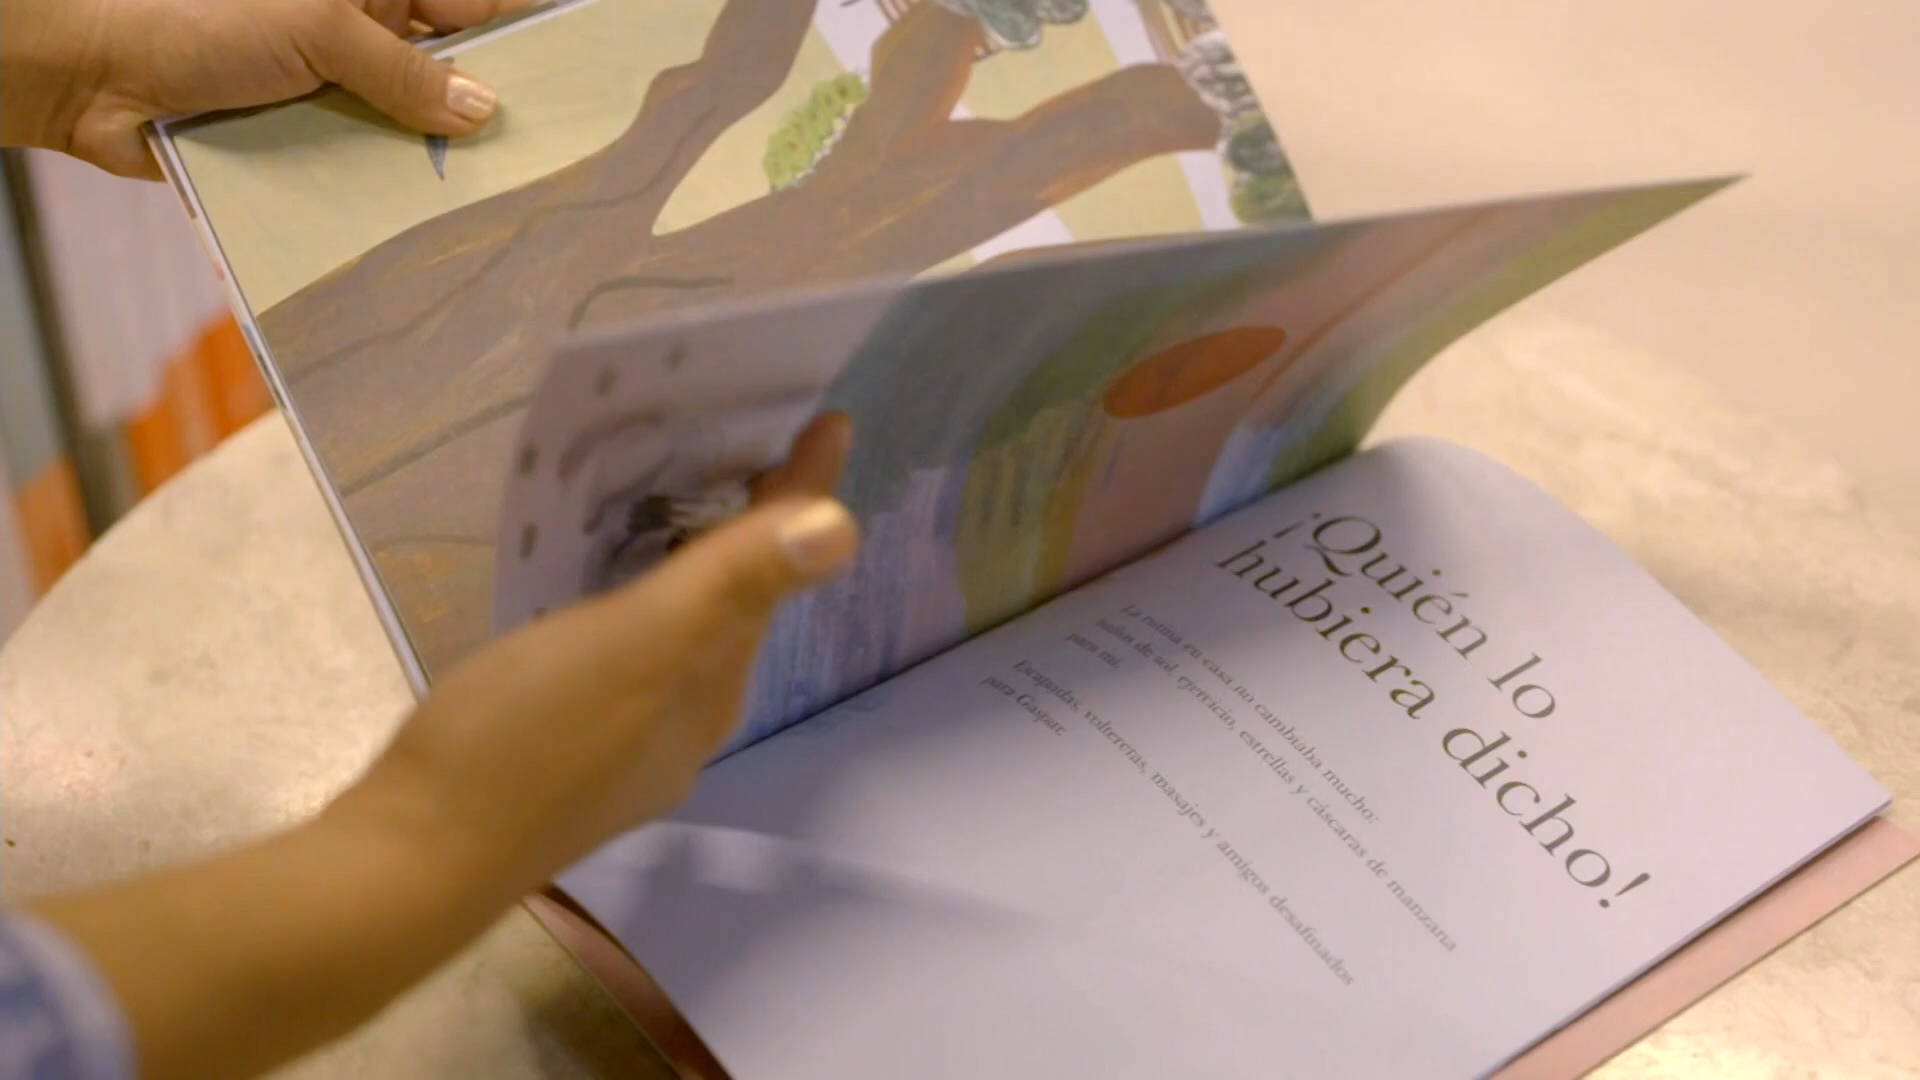 ¡Quién lo
hubiera dicho!
La rutina en casa no cambiaba mucho:
baños de sol, ejercicio, estrellas y cáscaras de manzana
para mí.
Escapadas, volteretas, masajes y amigos desafinados
para Gaspar.